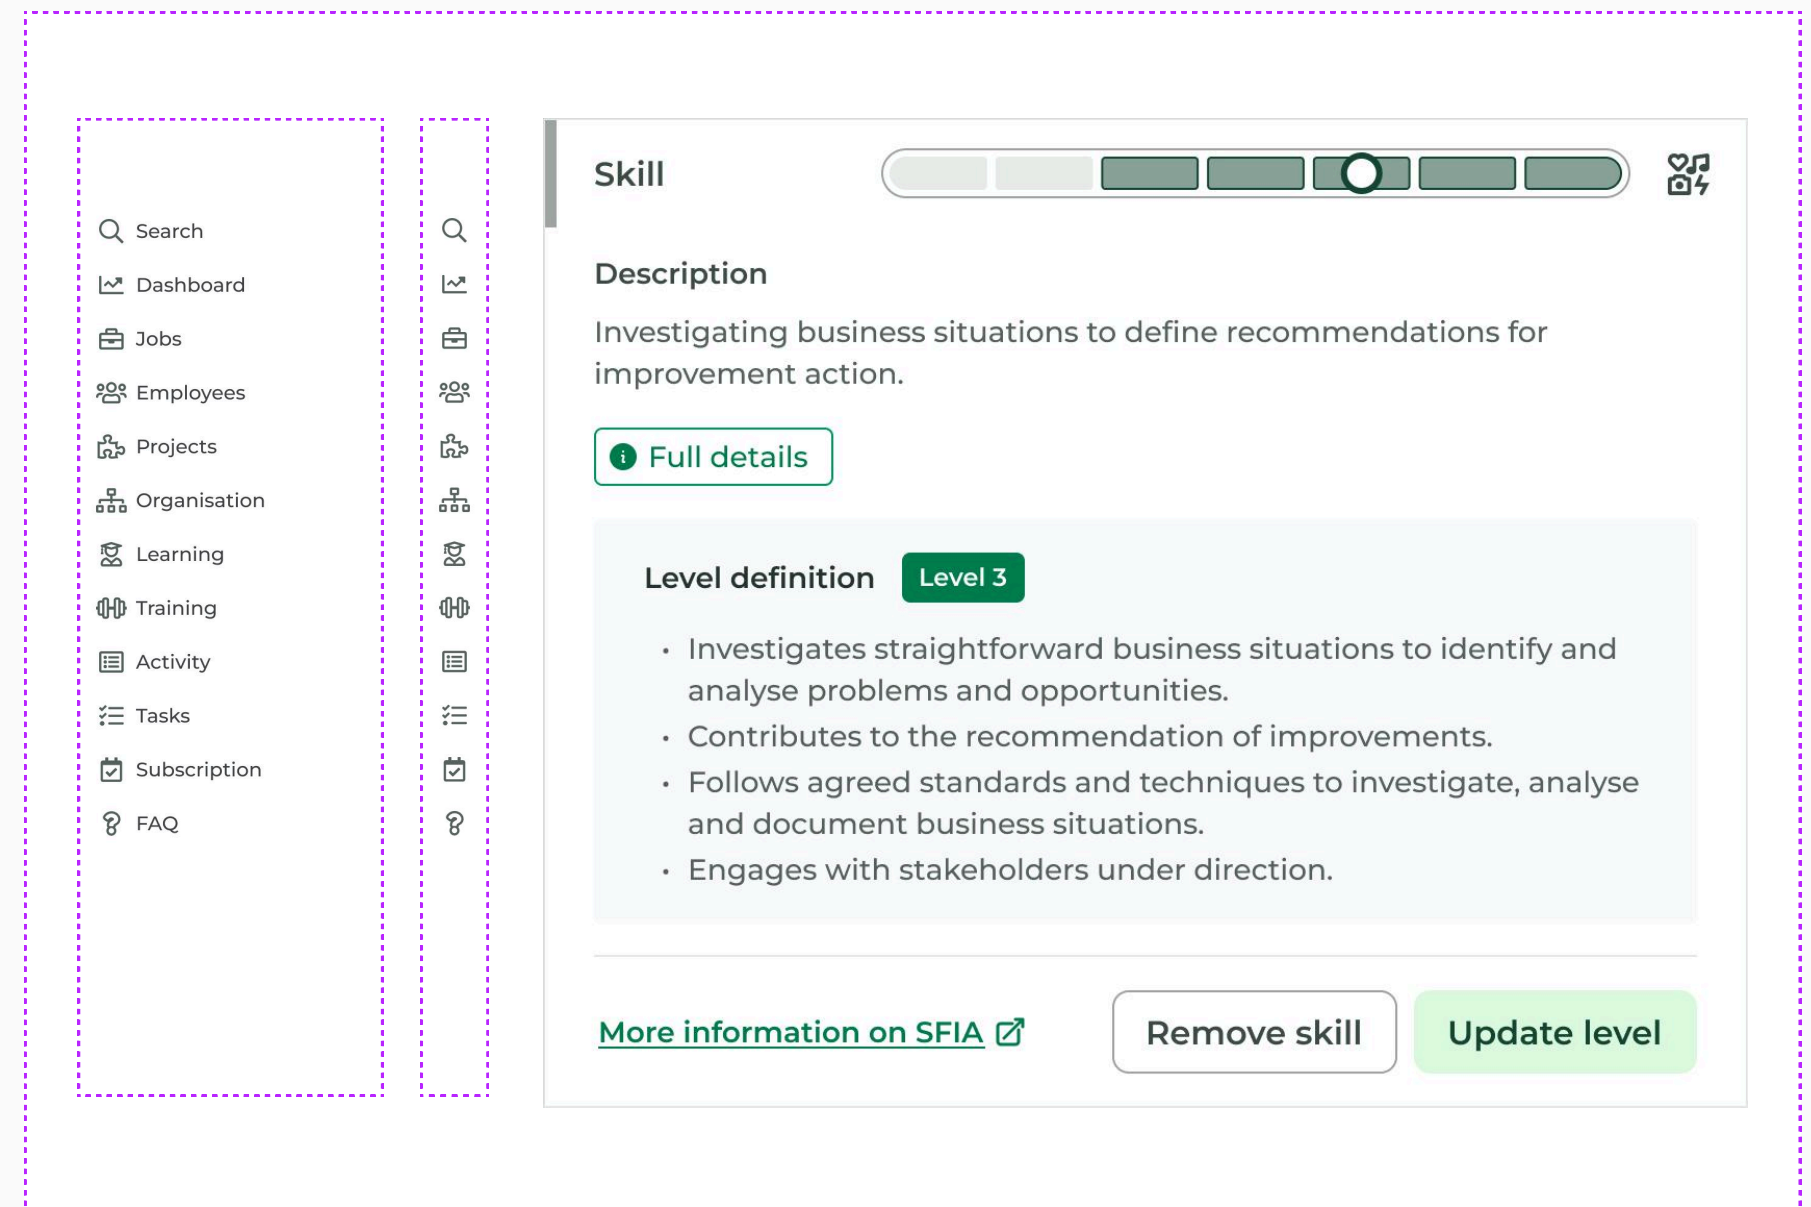 Search
Dashboard
Jobs
Employees
Projects
Organisation
Learning
Training
Activity
Tasks
Subscription
FAQ
Skill
Description
Investigating business situations to define recommendations for
improvement action.
Full details
Level definition Level 3
• Investigates straightforward business situations to identify and
analyse problems and opportunities.
• Contributes to the recommendation of improvements.
• Follows agreed standards and techniques to investigate, analyse
and document business situations.
• Engages with stakeholders under direction.
More information on SFIA Remove skill Update level